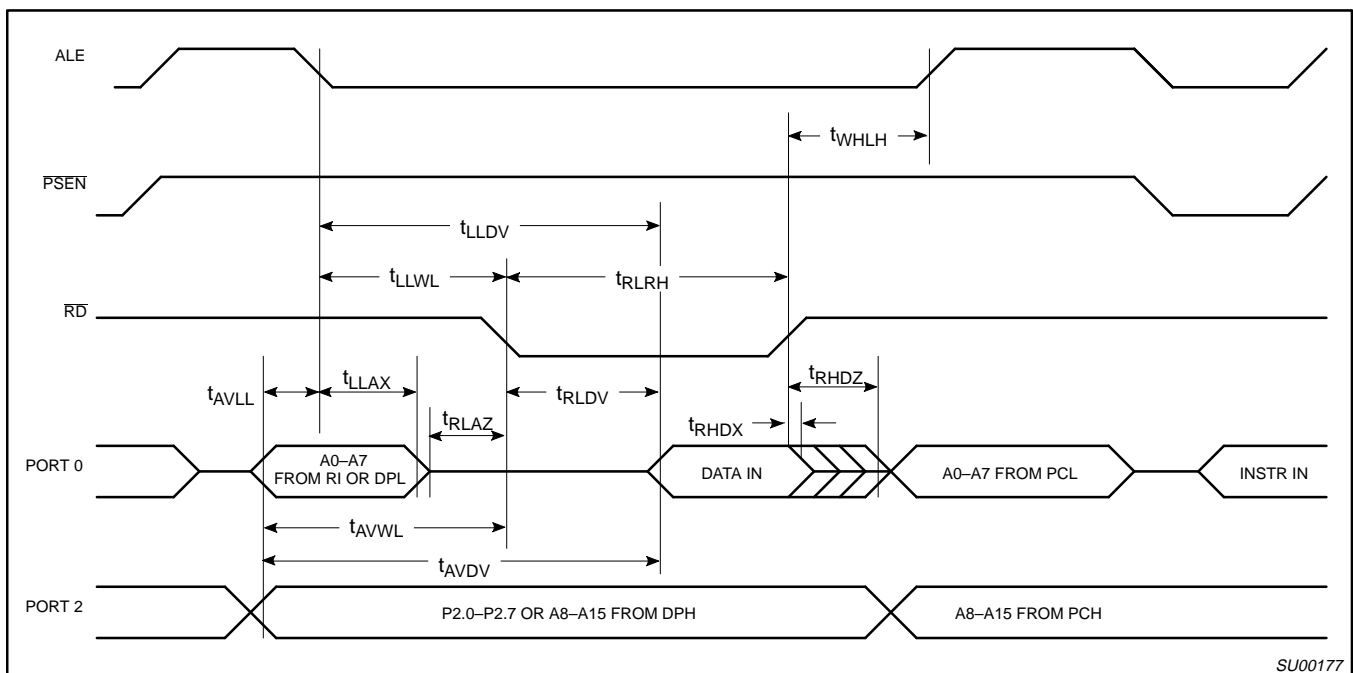 ALE
tWHLH
PSEN
tLLDV
tLLWL
tRLRH
RD
tAVLL
tLLAX
tRLAZ
tRLDV
tRHDZ
tRHDX
PORT 0
A0–A7
FROM RI OR DPL
DATA IN
A0–A7 FROM PCL
INSTR IN
tAVWL
tAVDV
PORT 2
P2.0–P2.7 OR A8–A15 FROM DPH
A8–A15 FROM PCH
SU00177